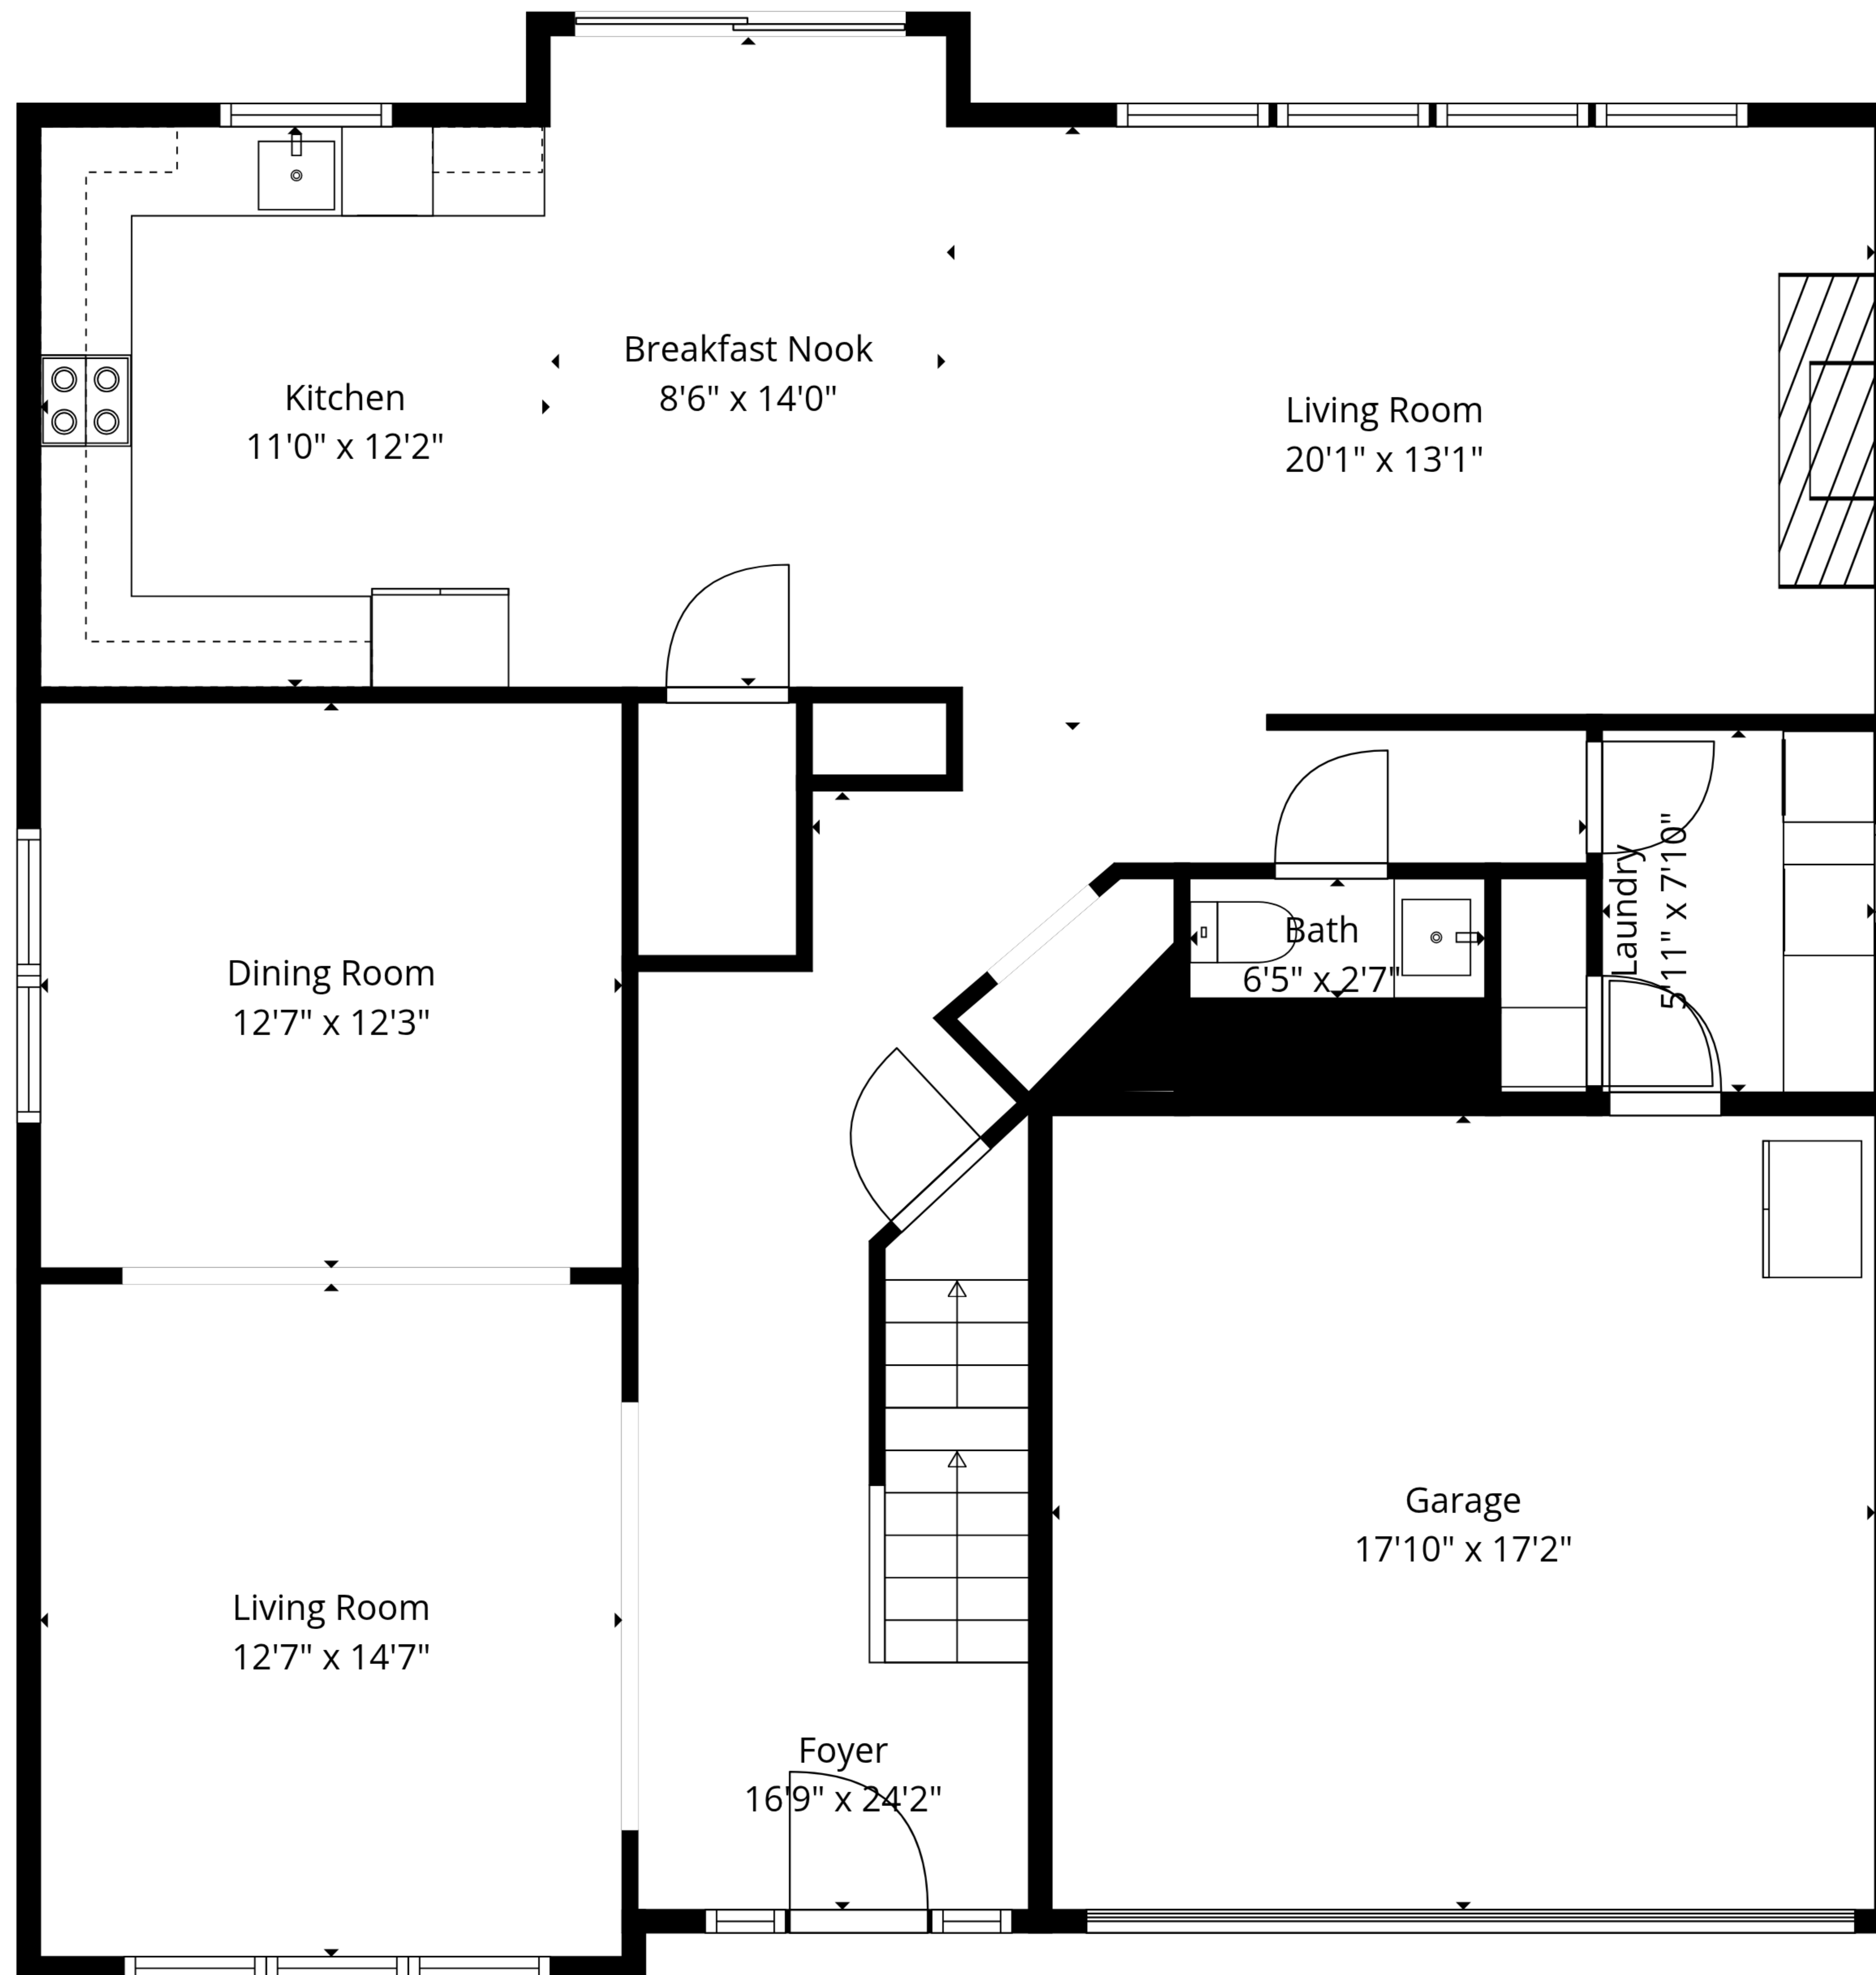 Breakfast Nook
8'6" x 14'0"
Kitchen
11'0" x 12'2"
Living Room
20'1" x 13'1"
Laundry
5'11" x 7'10"
Bath
6'5" x 2'7"
Dining Room
12'7" x 12'3"
Garage
17'10" x 17'2"
Living Room
12'7" x 14'7"
Foyer
16'9" x 24'2"